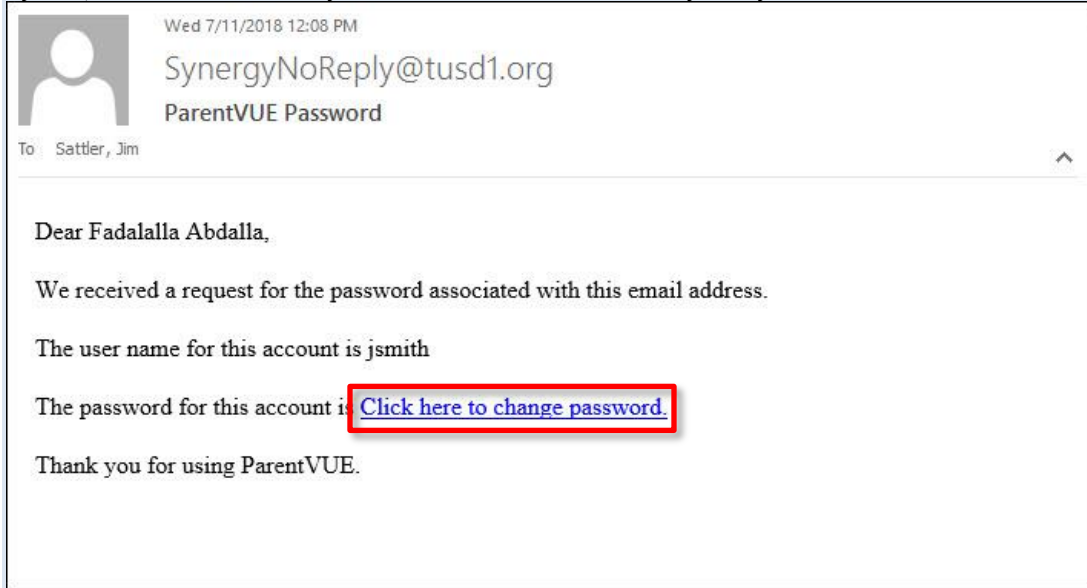 Wed 7/11/2018 12:08 PM
SynergyNoReply@tusd1.org
ParentVUE Password
To Sattler, Jim
Dear Fadalalla Abdalla,
We received a request for the password associated with this email address.
The user name for this account is jsmith
The password for this account is Click here to change password.
Thank you for using ParentVUE.